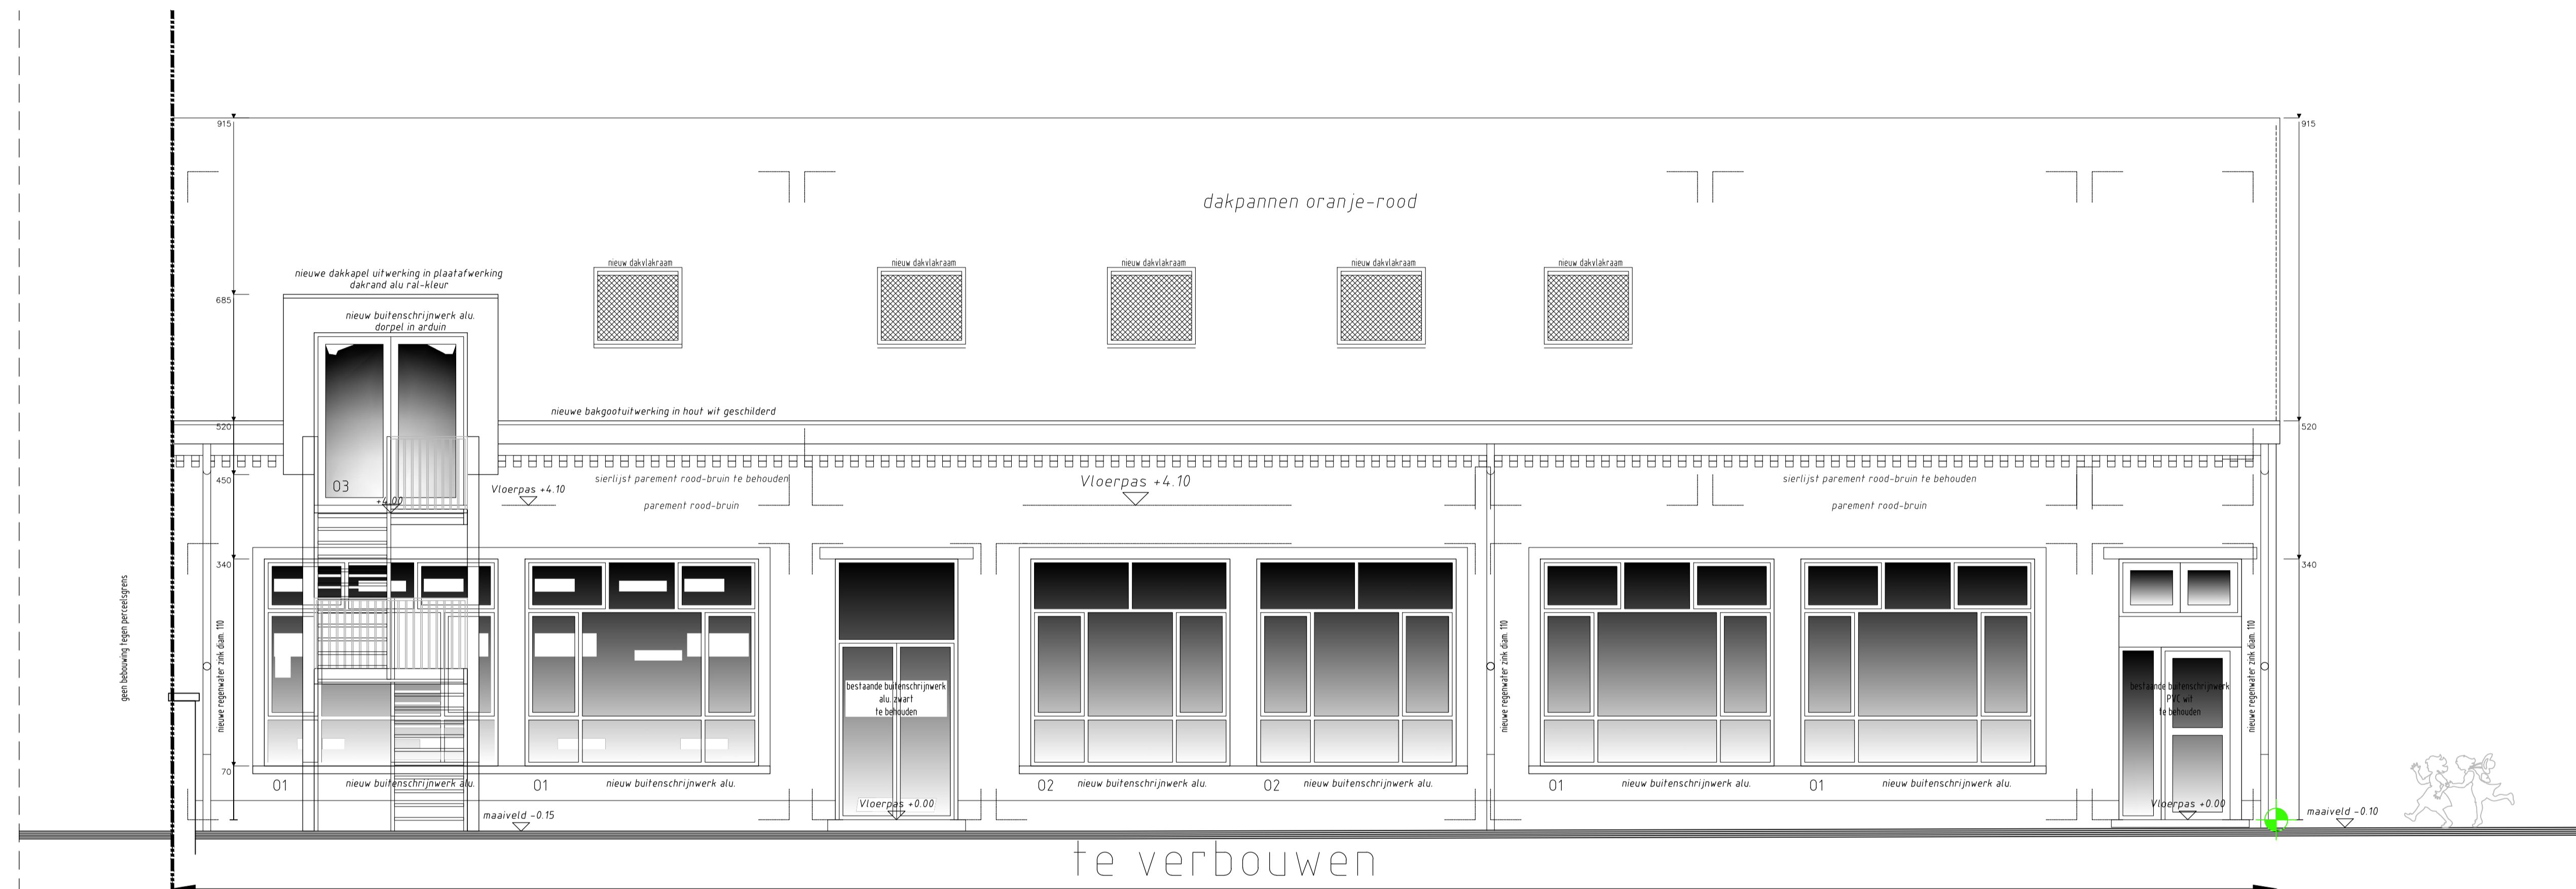 915
915
dakpannen oranje-rood
nieuw dakvlakraam
nieuw dakvlakraam
nieuw dakvlakraam
nieuw dakvlakraam
nieuw dakvlakraam
nieuwe dakkapel uitwerking in plaatafwerking
dakrand alu ral-kleur
685
nieuw buitenschrijnwerk alu.
dorpel in arduin
nieuwe bakgootuitwerking in hout wit geschilderd
520
520
450
sierlijst parement rood-bruin te behouden
Vloerpas +4.10
sierlijst parement rood-bruin te behouden
03
Vloerpas +4.10
+4.00
parement rood-bruin
parement rood-bruin
340
340
geen bebouwing tegen perceelsgrens
nieuwe regenwater zink diam. 110
nieuwe regenwater zink diam. 110
nieuwe regenwater zink diam. 110
bestaande buitenschrijnwerk
alu. zwart
te behouden
bestaande buitenschrijnwerk
PVC wit
te behouden
70
01
nieuw buitenschrijnwerk alu.
01
nieuw buitenschrijnwerk alu.
02
nieuw buitenschrijnwerk alu.
02
nieuw buitenschrijnwerk alu.
01
nieuw buitenschrijnwerk alu.
01
nieuw buitenschrijnwerk alu.
Vloerpas +0.00
Vloerpas +0.00
maaiveld -0.15
maaiveld -0.10
te verbouwen